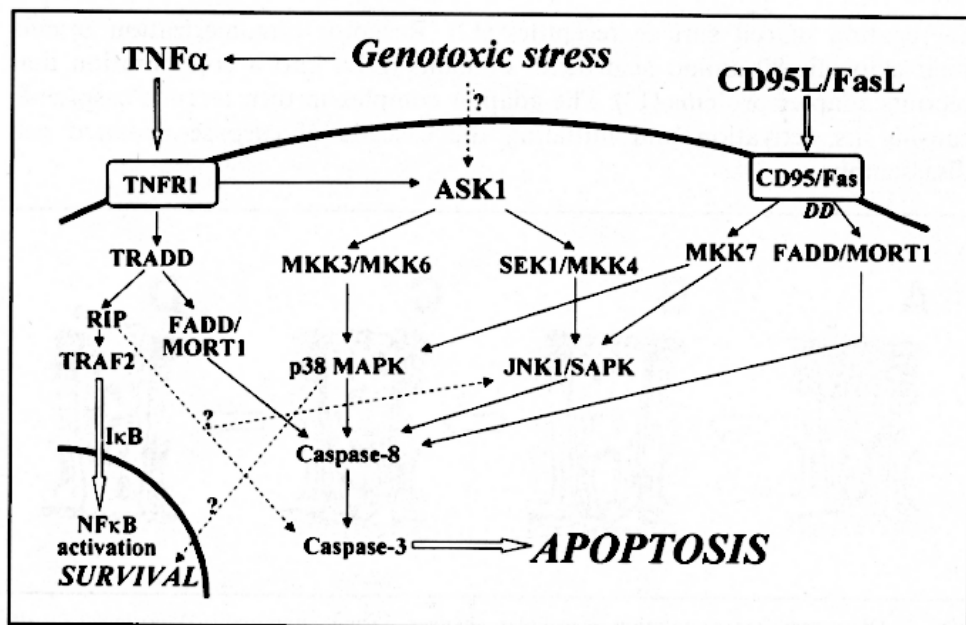 TNFα
Genotoxic stress
CD95L/FasL
?
TNFR1
ASK1
CD95/Fas
DD
TRADD
MKK3/MKK6
SEK1/MKK4
MKK7
FADD/MORT1
RIP
FADD/
MORT1
TRAF2
p38 MAPK
JNK1/SAPK
?
IκB
Caspase-8
?
NFκB
activation
SURVIVAL
Caspase-3
APOPTOSIS